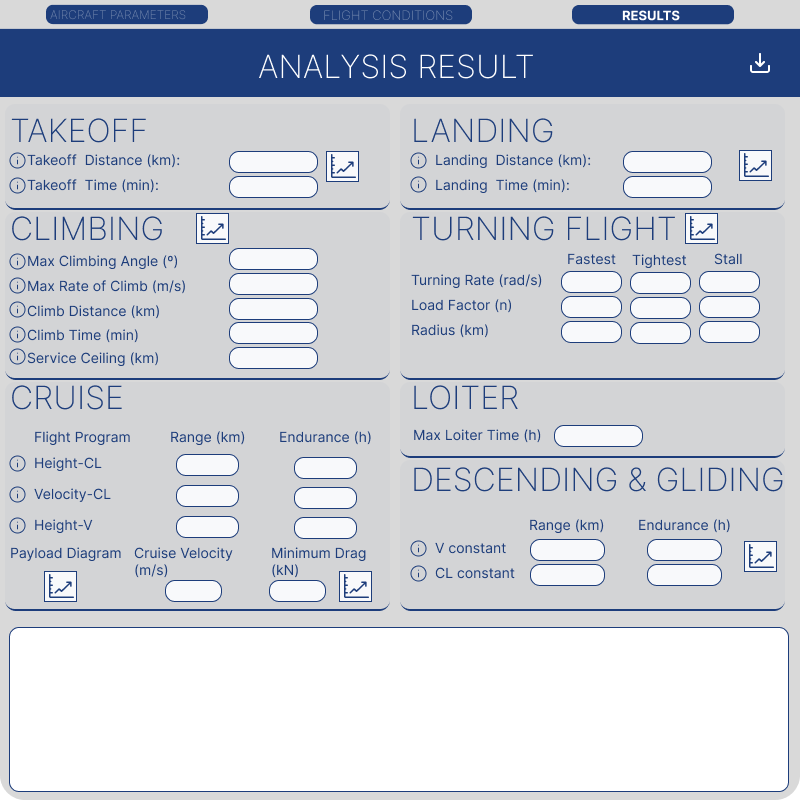 AIRCRAFT PARAMETERS
FLIGHT CONDITIONS
RESULTS
ANALYSIS RESULT
TAKEOFF
Takeoff Distance (km):
Takeoff Time (min):
LANDING
Landing Distance (km):
Landing Time (min):
CLIMBING
Max Climbing Angle (º)
Max Rate of Climb (m/s)
Climb Distance (km)
Climb Time (min)
Service Ceiling (km)
TURNING FLIGHT
Fastest Tightest Stall
Turning Rate (rad/s)
Load Factor (n)
Radius (km)
CRUISE
Flight Program Range (km) Endurance (h)
Height-CL
Velocity-CL
Height-V
Payload Diagram
Cruise Velocity
(m/s)
Minimum Drag
(kN)
LOITER
Max Loiter Time (h)
DESCENDING & GLIDING
Range (km) Endurance (h)
V constant
CL constant